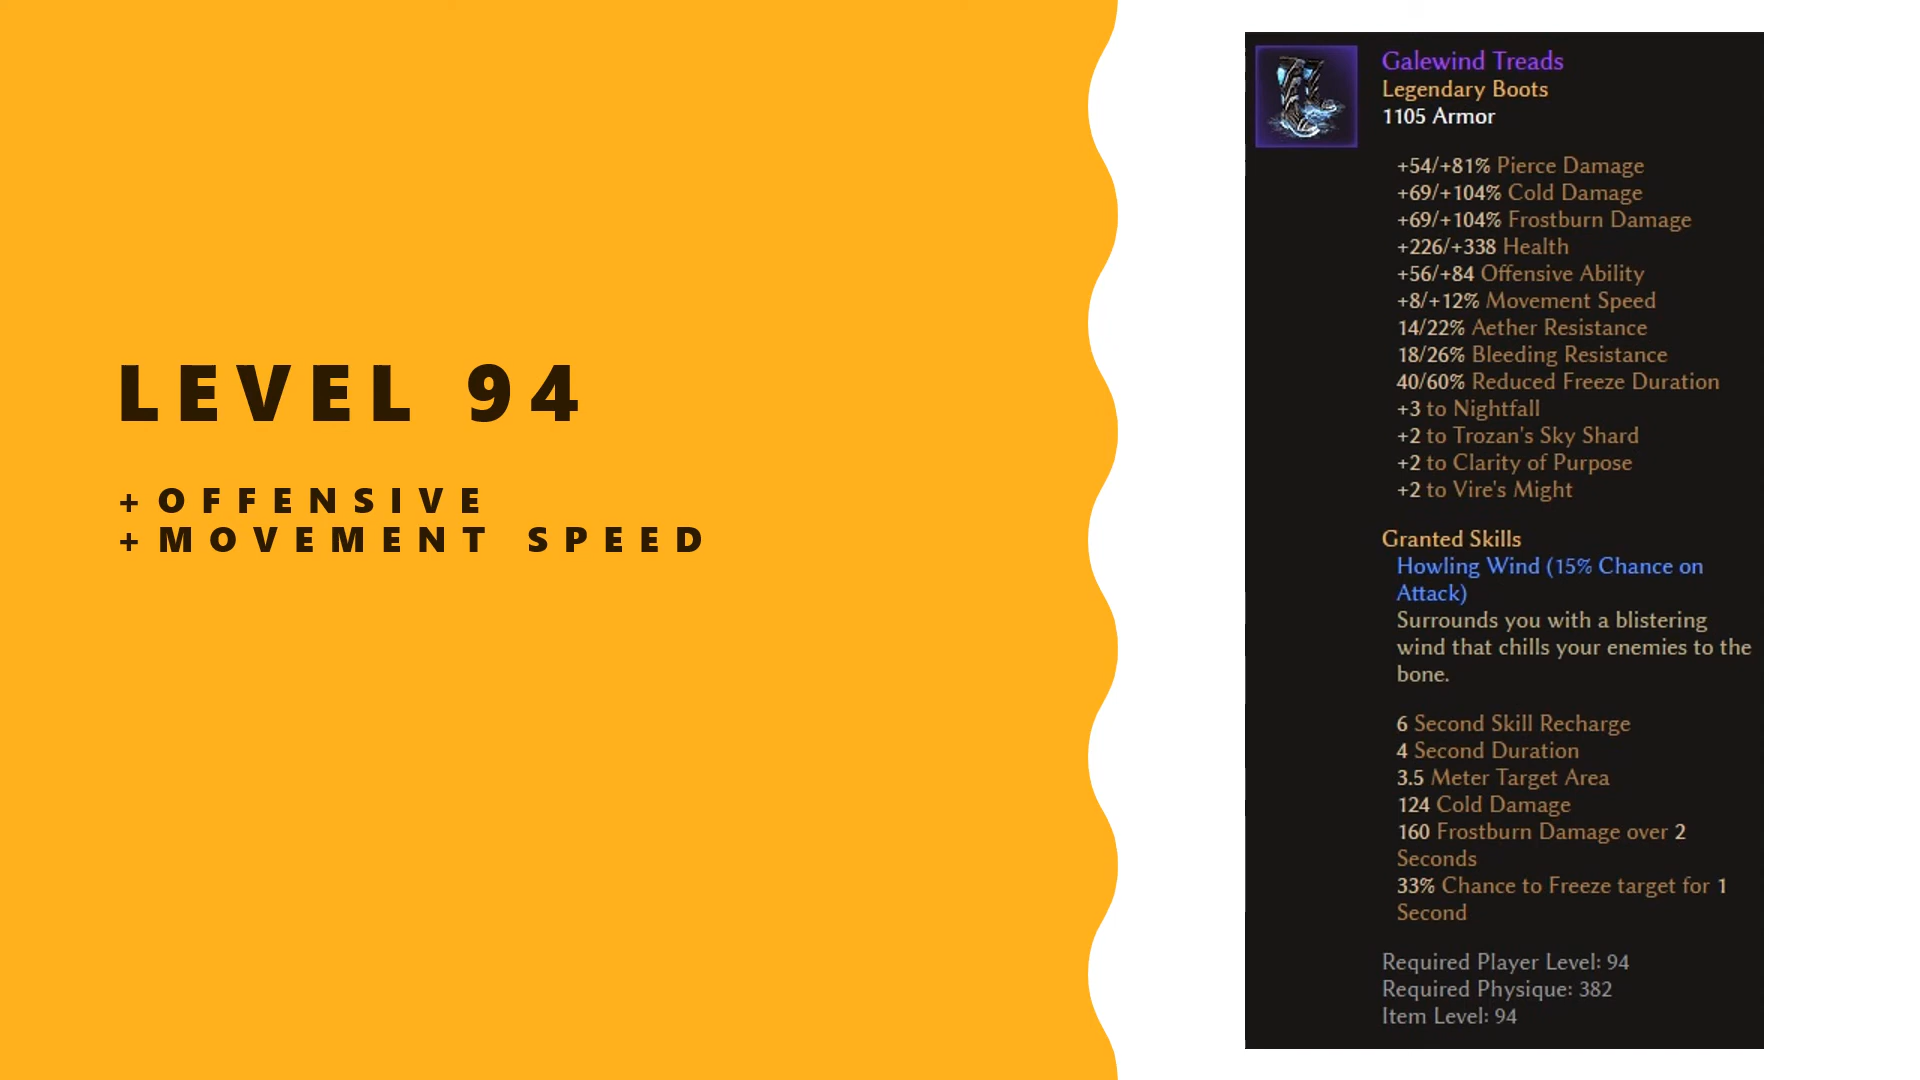 LEVEL 94
+ OFFENSIVE
+ MOVEMENT SPEED
Galewind Treads
Legendary Boots
1105 Armor
+54/+81% Pierce Damage
+69/+104% Cold Damage
+69/+104% Frostburn Damage
+226/+338 Health
+56/+84 Offensive Ability
+8/+12% Movement Speed
14/22% Aether Resistance
18/26% Bleeding Resistance
40/60% Reduced Freeze Duration
+3 to Nightfall
+2 to Trozan's Sky Shard
+2 to Clarity of Purpose
+2 to Vire's Might
Granted Skills
Howling Wind (15% Chance on
Attack)
Surrounds you with a blistering
wind that chills your enemies to the
bone.
6 Second Skill Recharge
4 Second Duration
3.5 Meter Target Area
124 Cold Damage
160 Frostburn Damage over 2
Seconds
33% Chance to Freeze target for 1
Second
Required Player Level: 94
Required Physique: 382
Item Level: 94